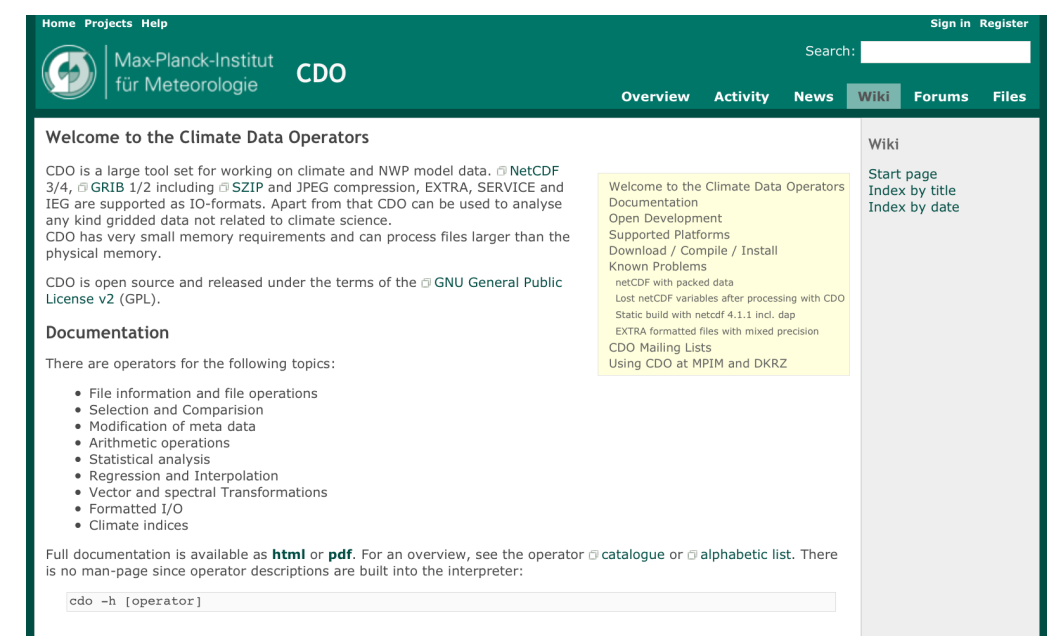 Home Projects Help
Sign in Register
Max-Planck-Institut
für Meteorologie
CDO
Search:
Overview Activity News Wiki Forums Files
Welcome to the Climate Data Operators
CDO is a large tool set for working on climate and NWP model data. NetCDF
3/4, GRIB 1/2 including SZIP and JPEG compression, EXTRA, SERVICE and
IEG are supported as IO-formats. Apart from that CDO can be used to analyse
any kind gridded data not related to climate science.
CDO has very small memory requirements and can process files larger than the
physical memory.
CDO is open source and released under the terms of the GNU General Public
License v2 (GPL).
Welcome to the Climate Data Operators
Documentation
Open Development
Supported Platforms
Download / Compile / Install
Known Problems
netCDF with packed data
Lost netCDF variables after processing with CDO
Static build with netcdf 4.1.1 incl. dap
EXTRA formatted files with mixed precision
CDO Mailing Lists
Using CDO at MPIM and DKRZ
Documentation
There are operators for the following topics:
• File information and file operations
• Selection and Comparision
• Modification of meta data
• Arithmetic operations
• Statistical analysis
• Regression and Interpolation
• Vector and spectral Transformations
• Formatted I/O
• Climate indices
Full documentation is available as html or pdf. For an overview, see the operator catalogue or alphabetic list. There
is no man-page since operator descriptions are built into the interpreter:
cdo -h [operator]
Wiki
Start page
Index by title
Index by date